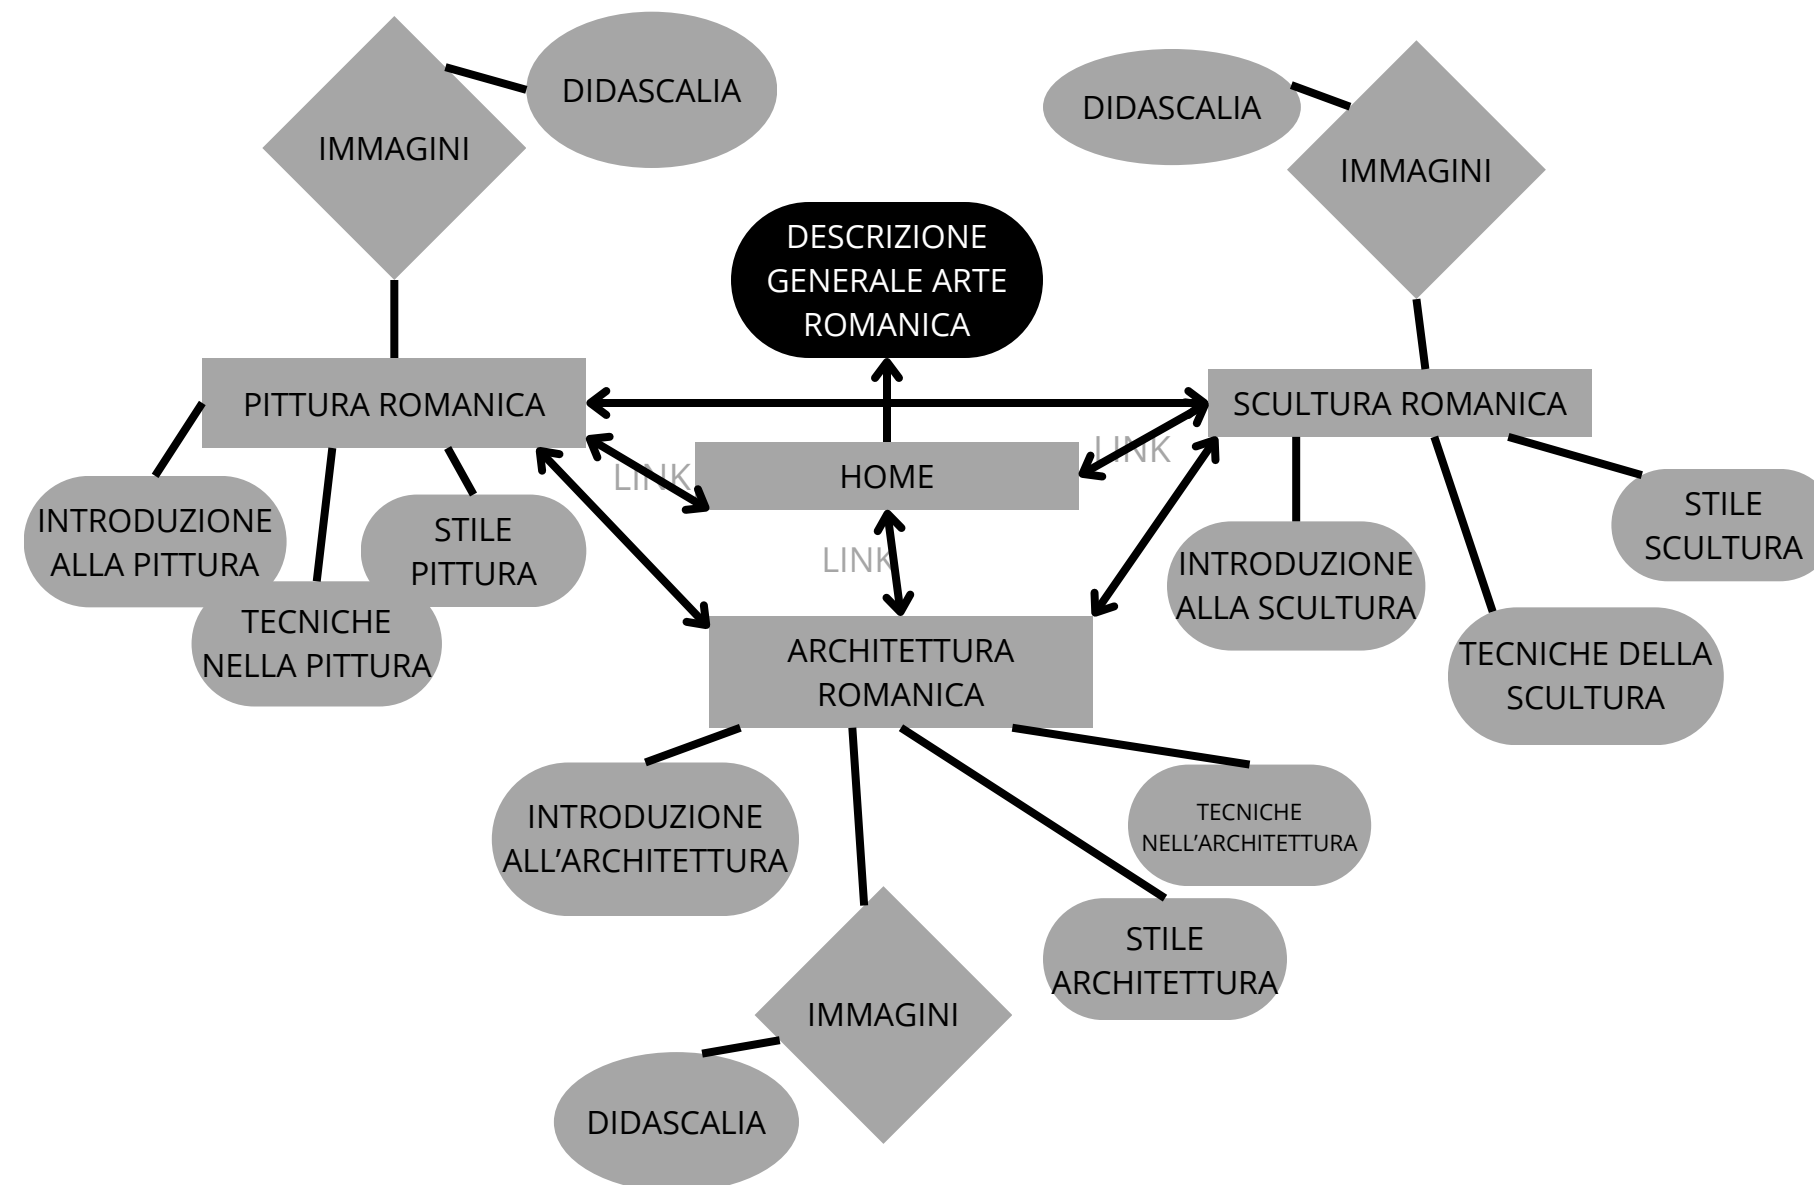 DIDASCALIA
IMMAGINI
DIDASCALIA
IMMAGINI
DESCRIZIONE
GENERALE ARTE
ROMANICA
PITTURA ROMANICA
SCULTURA ROMANICA
LINK
HOME
LINK
INTRODUZIONE
ALLA PITTURA
STILE
PITTURA
TECNICHE
NELLA PITTURA
LINK
INTRODUZIONE
ALLA SCULTURA
STILE
SCULTURA
TECNICHE DELLA
SCULTURA
ARCHITETTURA
ROMANICA
INTRODUZIONE
ALL’ARCHITETTURA
TECNICHE
NELL’ARCHITETTURA
STILE
ARCHITETTURA
IMMAGINI
DIDASCALIA